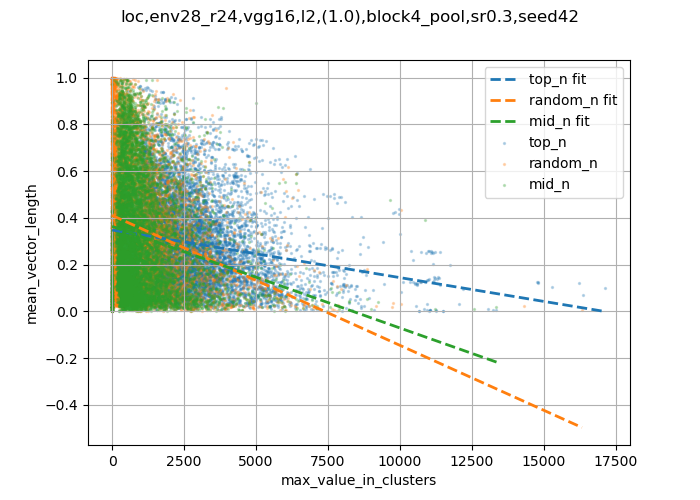 loc,env28_r24,vgg16,l2,(1.0),block4_pool,sr0.3,seed42
1.0
0.8
0.6
0.4
0.2
0.0
−0.2
−0.4
mean_vector_length
top_n fit
random_n fit
mid_n fit
top_n
random_n
mid_n
0 2500 5000 7500 10000 12500 15000 17500
max_value_in_clusters